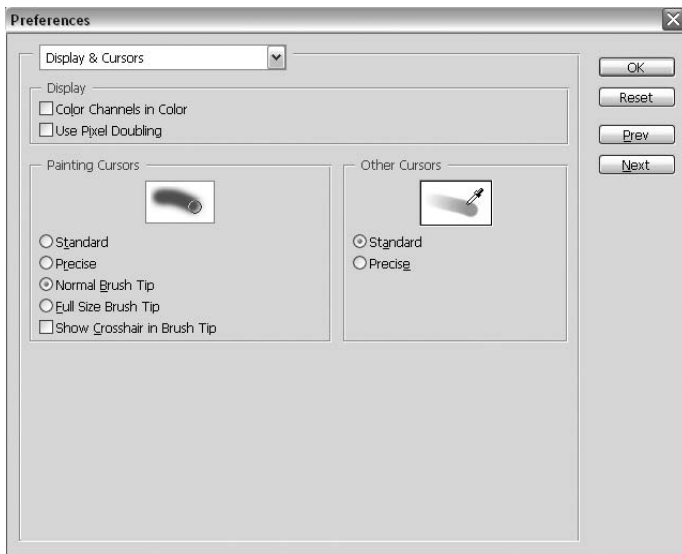 Preferences
Display & Cursors
Display
Color Channels in Color
Use Pixel Doubling
Painting Cursors
Standard
Precise
Normal Brush Tip
Full Size Brush Tip
Show Crosshair in Brush Tip
Other Cursors
Standard
Precise
OK
Reset
Prev
Next